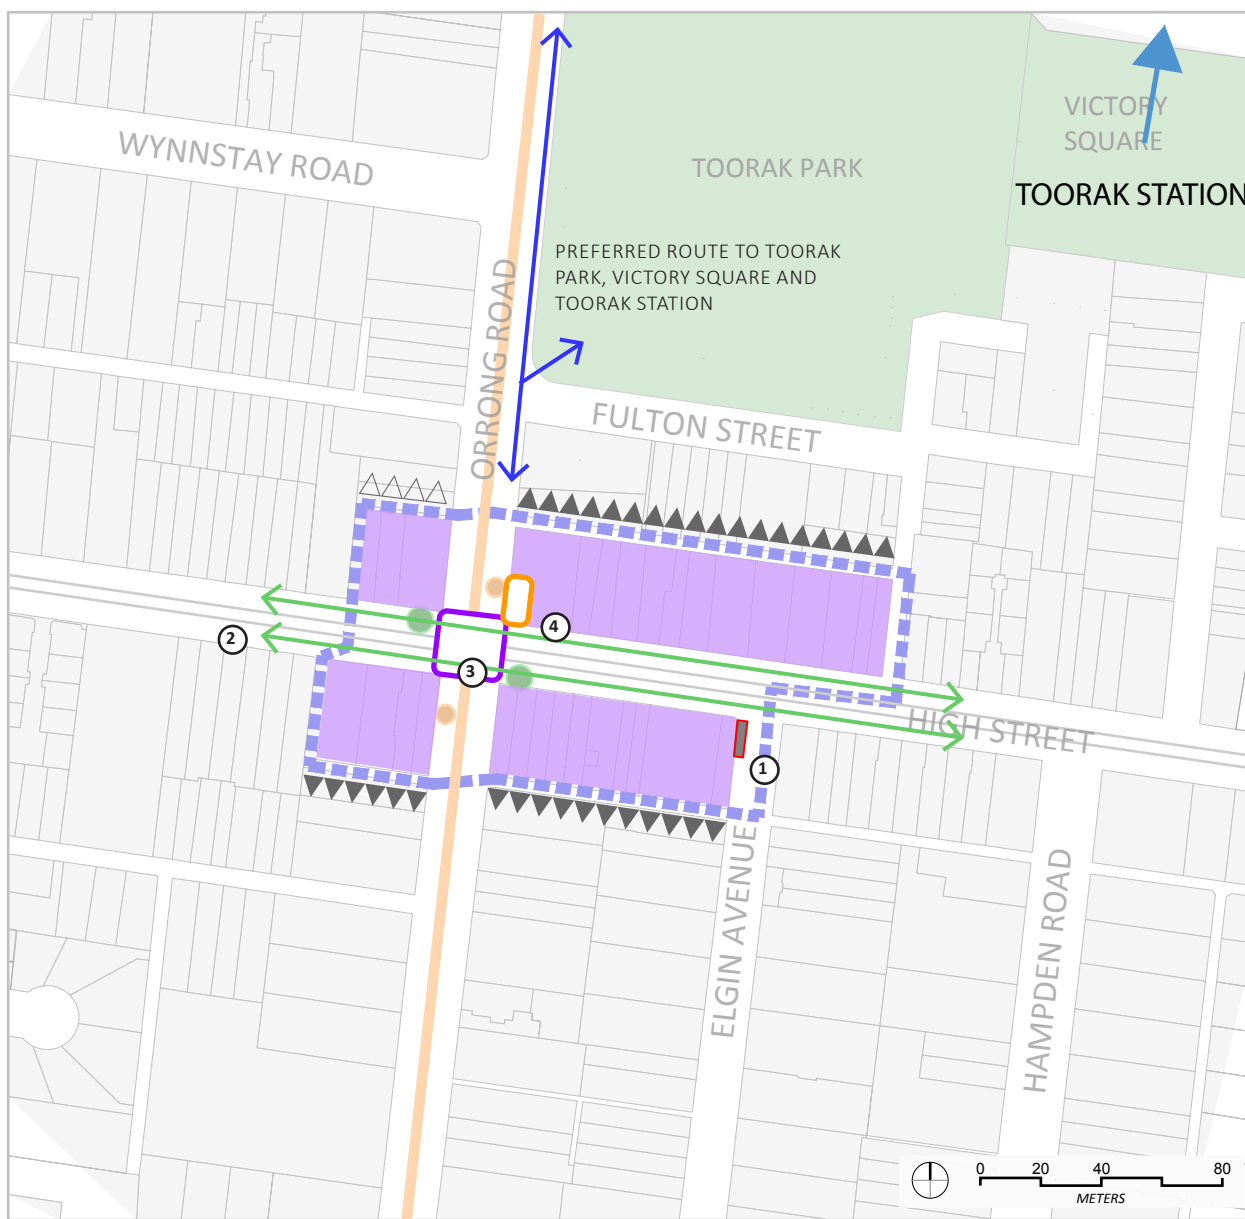 VICTORY
SQUARE
WYNNSTAY ROAD
TOORAK PARK
TOORAK STATION
PREFERRED ROUTE TO TOORAK
PARK, VICTORY SQUARE AND
TOORAK STATION
ORRONG ROAD
FULTON STREET
4
2
3
HIGH STREET
1
ELGIN AVENUE
HAMPDEN ROAD
0 20 40 80
METERS